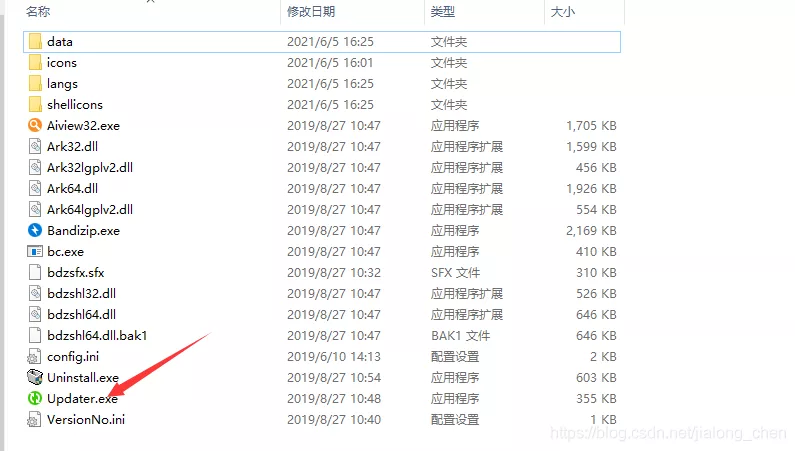 名称 修改日期 类型 大小
data 2021/6/5 16:25 文件夹
icons 2021/6/5 16:01 文件夹
langs 2021/6/5 16:25 文件夹
shellicons 2021/6/5 16:25 文件夹
Aiview32.exe 2019/8/27 10:47 应用程序 1,705 KB
Ark32.dll 2019/8/27 10:47 应用程序扩展 1,599 KB
Ark32lgplv2.dll 2019/8/27 10:47 应用程序扩展 456 KB
Ark64.dll 2019/8/27 10:47 应用程序扩展 1,926 KB
Ark64lgplv2.dll 2019/8/27 10:47 应用程序扩展 554 KB
Bandizip.exe 2019/8/27 10:47 应用程序 2,169 KB
bc.exe 2019/8/27 10:47 应用程序 410 KB
bdzsfx.sfx 2019/8/27 10:32 SFX 文件 310 KB
bdzshl32.dll 2019/8/27 10:47 应用程序扩展 526 KB
bdzshl64.dll 2019/8/27 10:47 应用程序扩展 646 KB
bdzshl64.dll.bak1 2019/8/27 10:47 BAK1 文件 646 KB
config.ini 2019/6/10 14:13 配置设置 2 KB
Uninstall.exe 2019/8/27 10:54 应用程序 603 KB
Updater.exe 2019/8/27 10:48 应用程序 355 KB
VersionNo.ini 2019/8/27 10:40 配置设置 1 KB
https://blog.csdn.net/jialong_chen